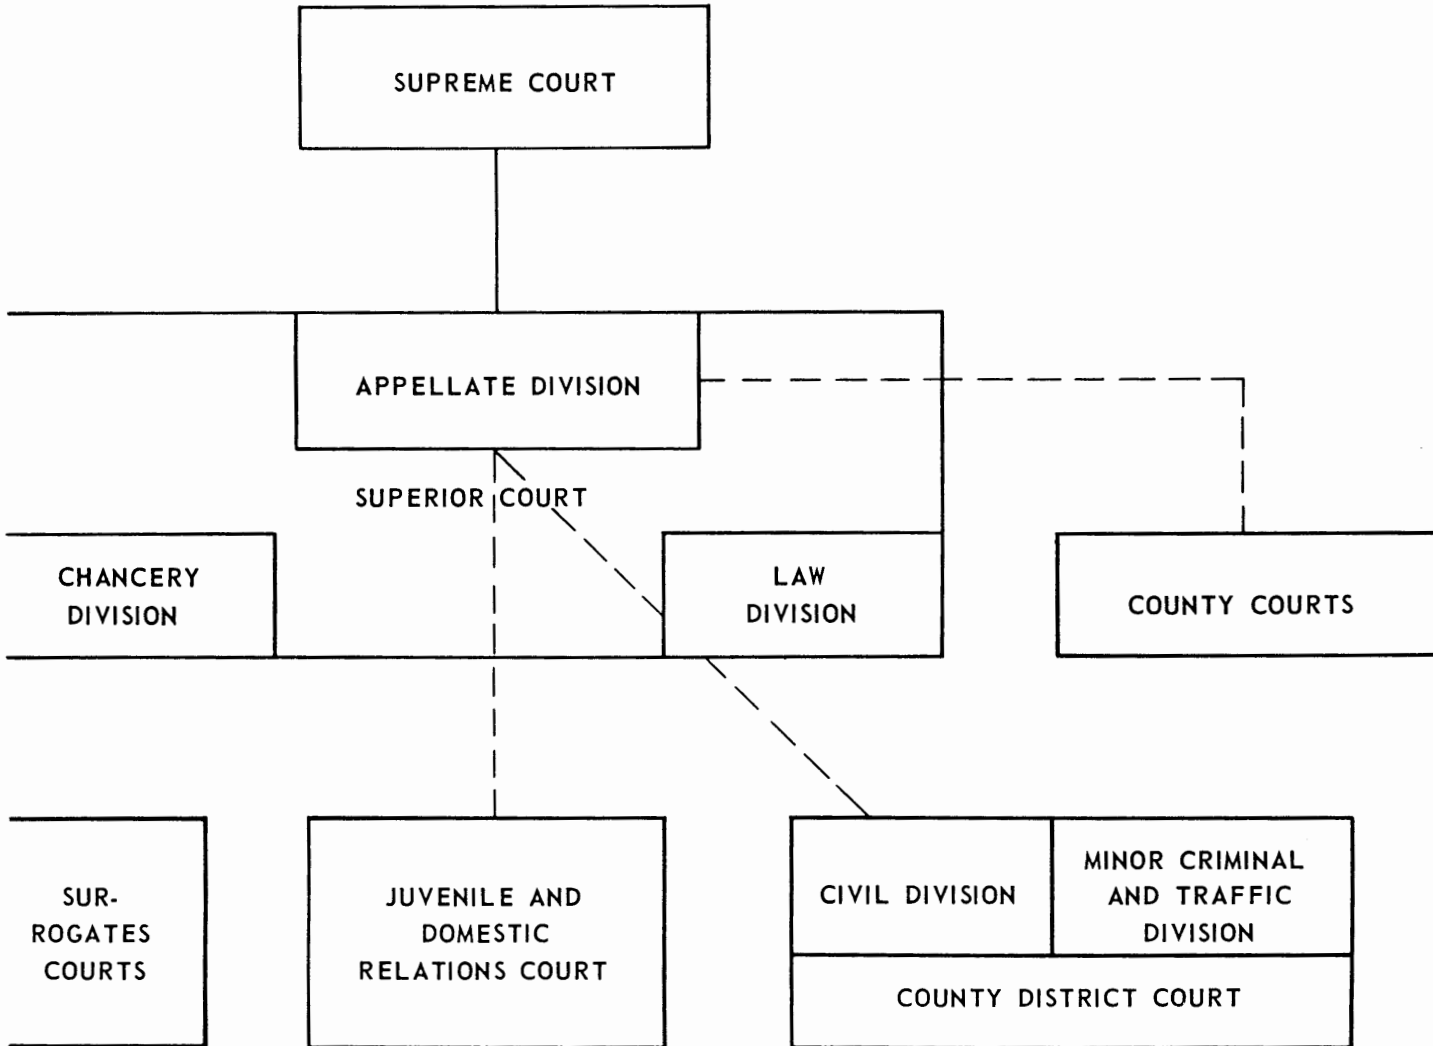 SUPREME COURT
APPELLATE DIVISION
SUPERIOR COURT
CHANCERY
DIVISION
LAW
DIVISION
COUNTY COURTS
SUR-
ROGATES
COURTS
JUVENILE AND
DOMESTIC
RELATIONS COURT
CIVIL DIVISION
MINOR CRIMINAL
AND TRAFFIC
DIVISION
COUNTY DISTRICT COURT